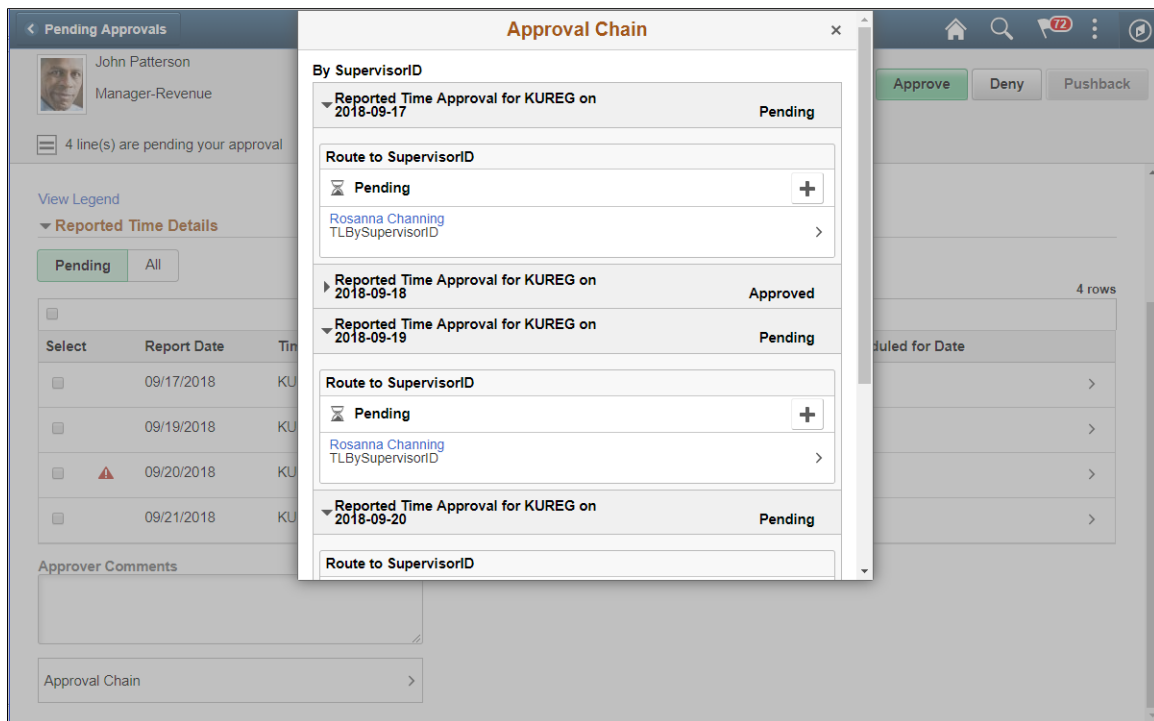 Pending Approvals
72
John Patterson
Manager-Revenue
4 line(s) are pending your approval
Approve
Deny
Pushback
View Legend
Reported Time Details
Pending
All
4 rows
Select
Report Date
duled for Date
09/17/2018
KU
09/19/2018
KU
09/20/2018
KU
09/21/2018
KU
Approver Comments
Approval Chain
Approval Chain
×
By SupervisorID
Reported Time Approval for KUREG on
2018-09-17
Pending
Route to SupervisorID
Pending
Rosanna Channing
TLBySupervisorID
Reported Time Approval for KUREG on
2018-09-18
Approved
Reported Time Approval for KUREG on
2018-09-19
Pending
Route to SupervisorID
Pending
Rosanna Channing
TLBySupervisorID
Reported Time Approval for KUREG on
2018-09-20
Pending
Route to SupervisorID